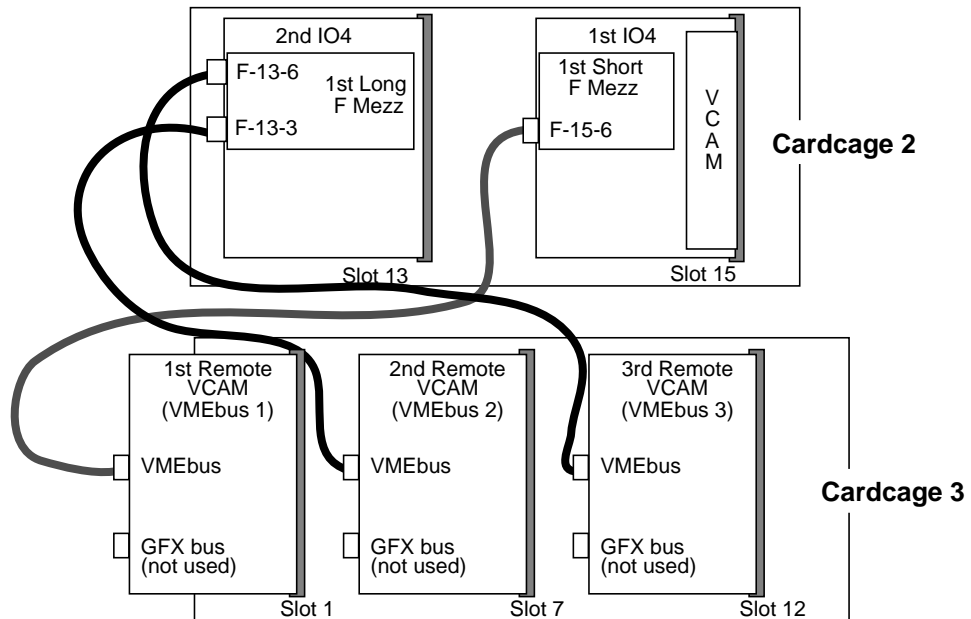 2nd IO4
F-13-6
1st Long
F Mezz
F-13-3
Slot 13
1st IO4
1st Short
F Mezz
F-15-6
VCAM
Slot 15
Cardcage 2
1st Remote
VCAM
(VMEbus 1)
VMEbus
GFX bus
(not used)
Slot 1
2nd Remote
VCAM
(VMEbus 2)
VMEbus
GFX bus
(not used)
Slot 7
3rd Remote
VCAM
(VMEbus 3)
VMEbus
GFX bus
(not used)
Slot 12
Cardcage 3